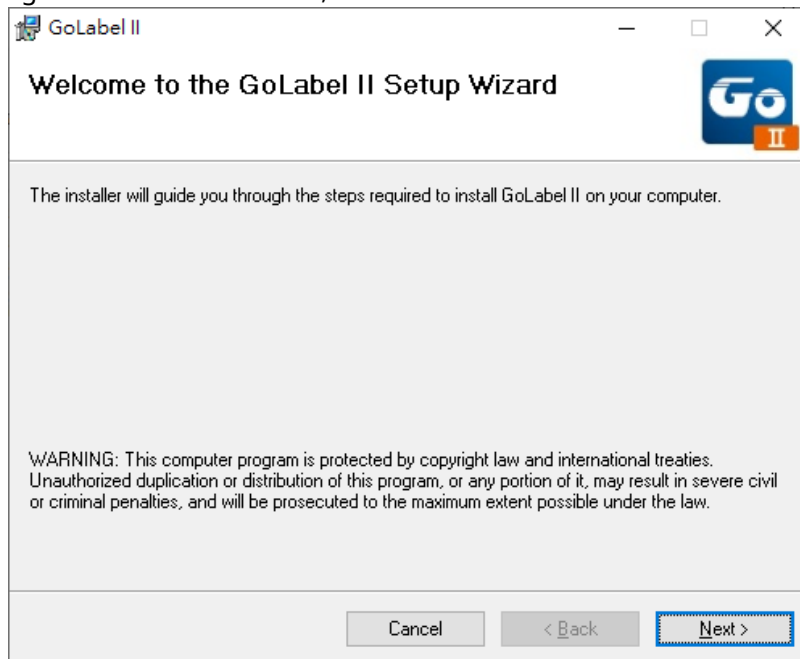 GoLabel II
Welcome to the GoLabel II Setup Wizard
Go
II
The installer will guide you through the steps required to install GoLabel II on your computer.
WARNING: This computer program is protected by copyright law and international treaties.
Unauthorized duplication or distribution of this program, or any portion of it, may result in severe civil
or criminal penalties, and will be prosecuted to the maximum extent possible under the law.
Cancel
< Back
Next >